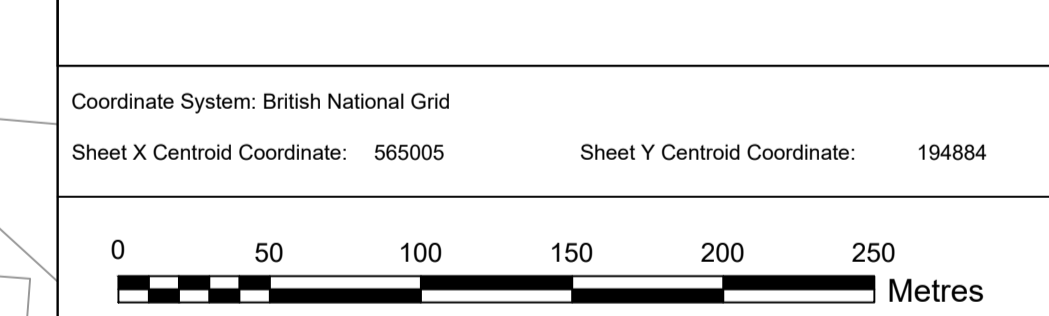 Coordinate System: British National Grid
Sheet X Centroid Coordinate: 565005 Sheet Y Centroid Coordinate: 194884
0 50 100 150 200 250
Metres